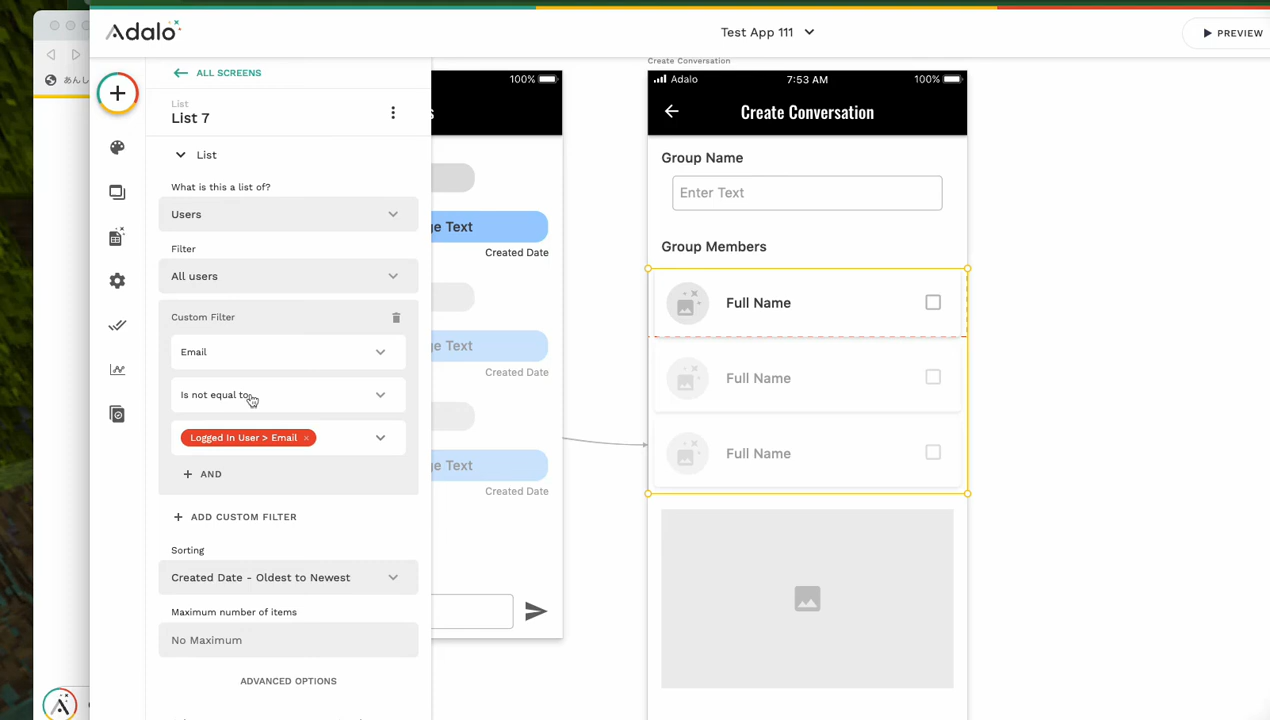 Adalo
Test App 111
PREVIEW
あんし
ALL SCREENS
List
List 7
List
What is this a list of?
Users
Filter
All users
Custom Filter
Email
Is not equal to
Logged In User > Email ×
AND
ADD CUSTOM FILTER
Sorting
Created Date - Oldest to Newest
Maximum number of items
No Maximum
ADVANCED OPTIONS
100%
s
ge Text
Created Date
ge Text
Created Date
ge Text
Created Date
Create Conversation
Adalo
7:53 AM
100%
Create Conversation
Group Name
Enter Text
Group Members
Full Name
Full Name
Full Name